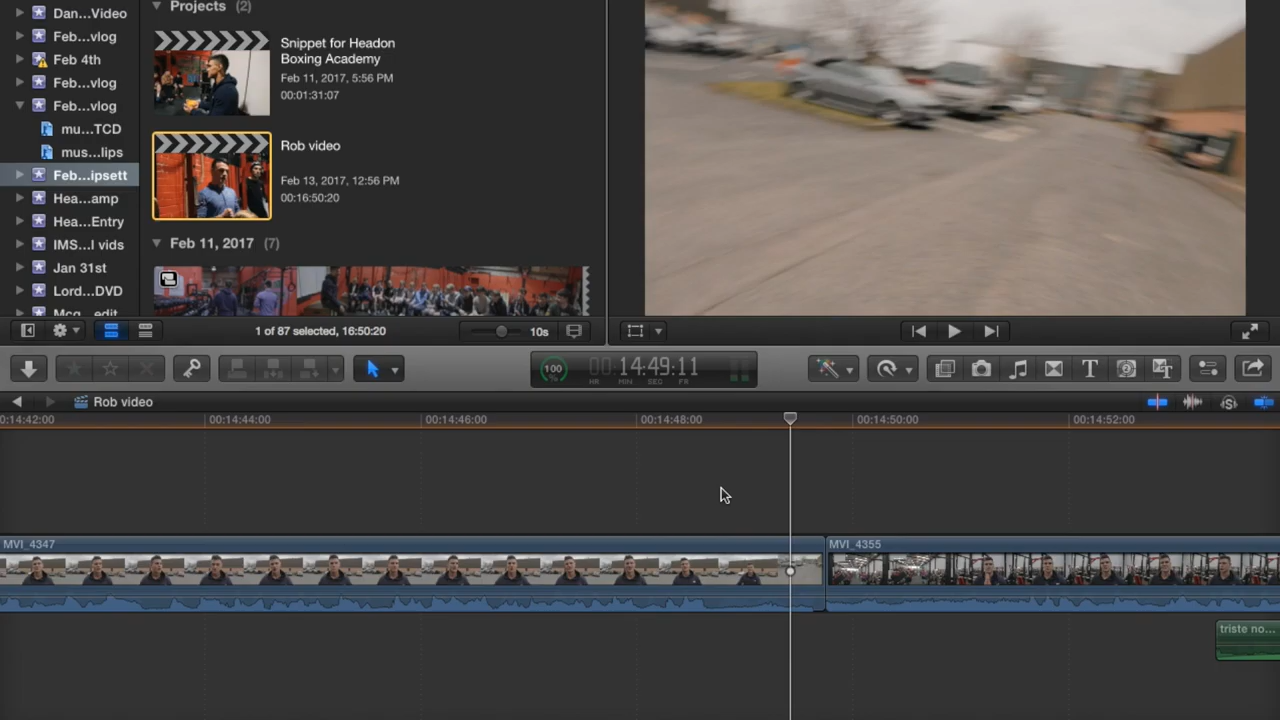 Dan...Video
Feb...vlog
Feb 4th
Feb...vlog
Feb...vlog
mu...TCD
mus...lips
Feb...ipsett
Hea...amp
Hea...Entry
IMS...l vids
Jan 31st
Lord...DVD
Mcg...edit
Projects (2)
Snippet for Headon
Boxing Academy
Feb 11, 2017, 5:56 PM
00:01:31:07
Rob video
Feb 13, 2017, 12:56 PM
00:16:50:20
Feb 11, 2017 (7)
1 of 87 selected, 16:50:20
10s
100
%
00:14:49:11
HR MIN SEC FR
T
Rob video
0:14:42:00
00:14:44:00
00:14:46:00
00:14:48:00
00:14:50:00
00:14:52:00
MVI_4347
MVI_4355
triste no...